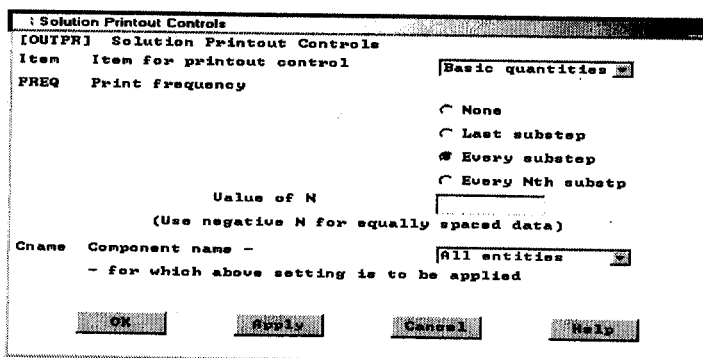 : Solution Printout Controls
[OUTPR] Solution Printout Controls
Item Item for printout control Basic quantities
FREQ Print frequency
None
Last substep
Every substep
Every Nth substp
Value of N
(Use negative N for equally spaced data)
Cname Component name - All entities
- for which above setting is to be applied
OK Apply Cancel Help